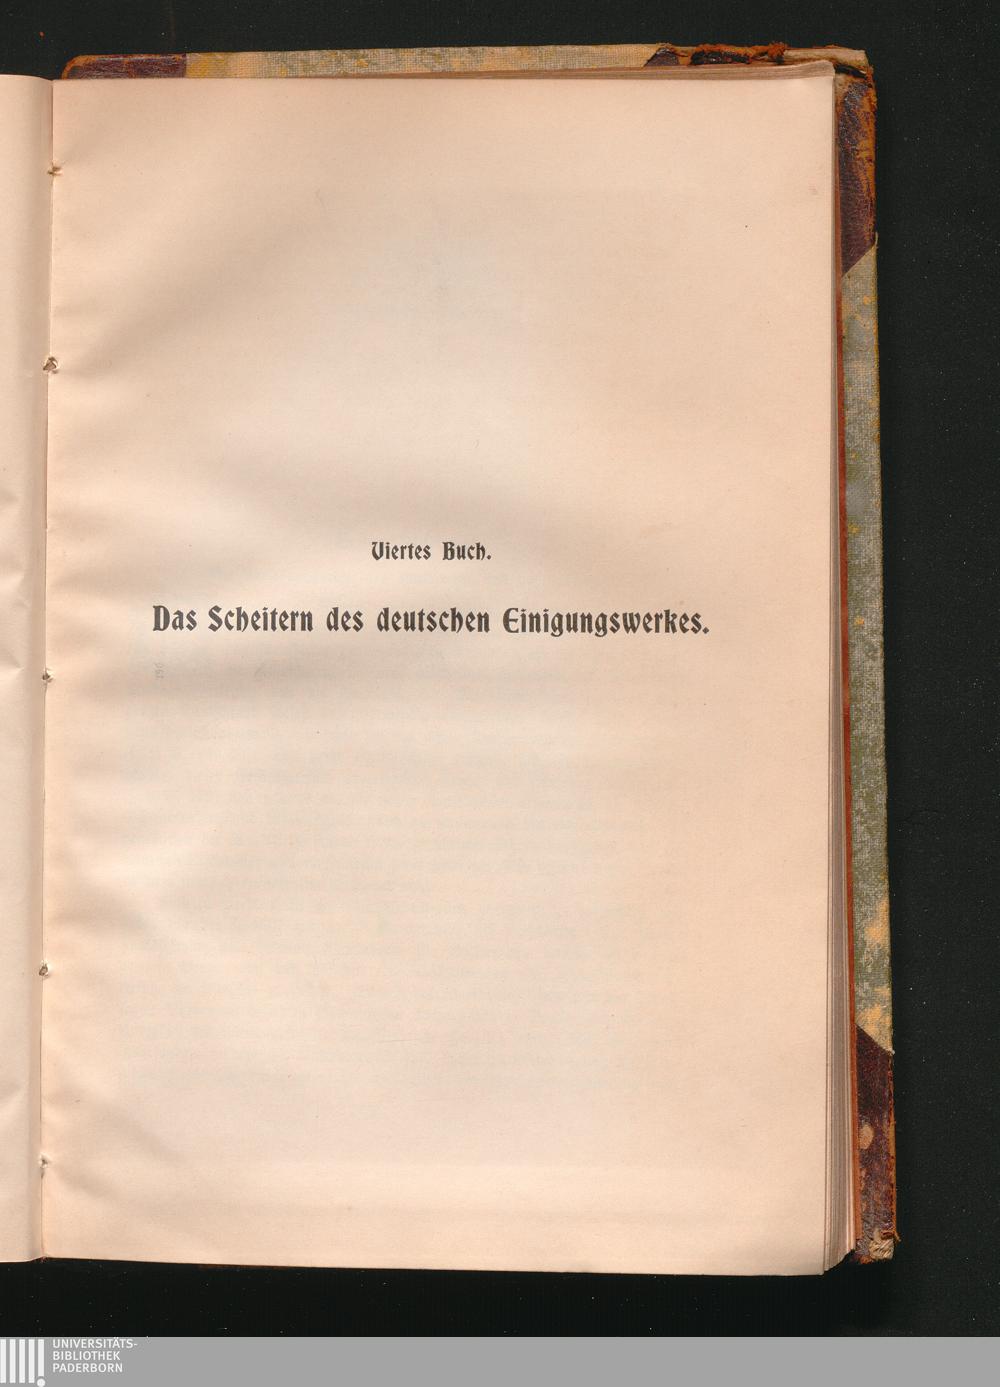 Viertes Buch.
Das Scheitern des deutschen Einigungswerkes.
UNIVERSITÄTS-
BIBLIOTHEK
PADERBORN